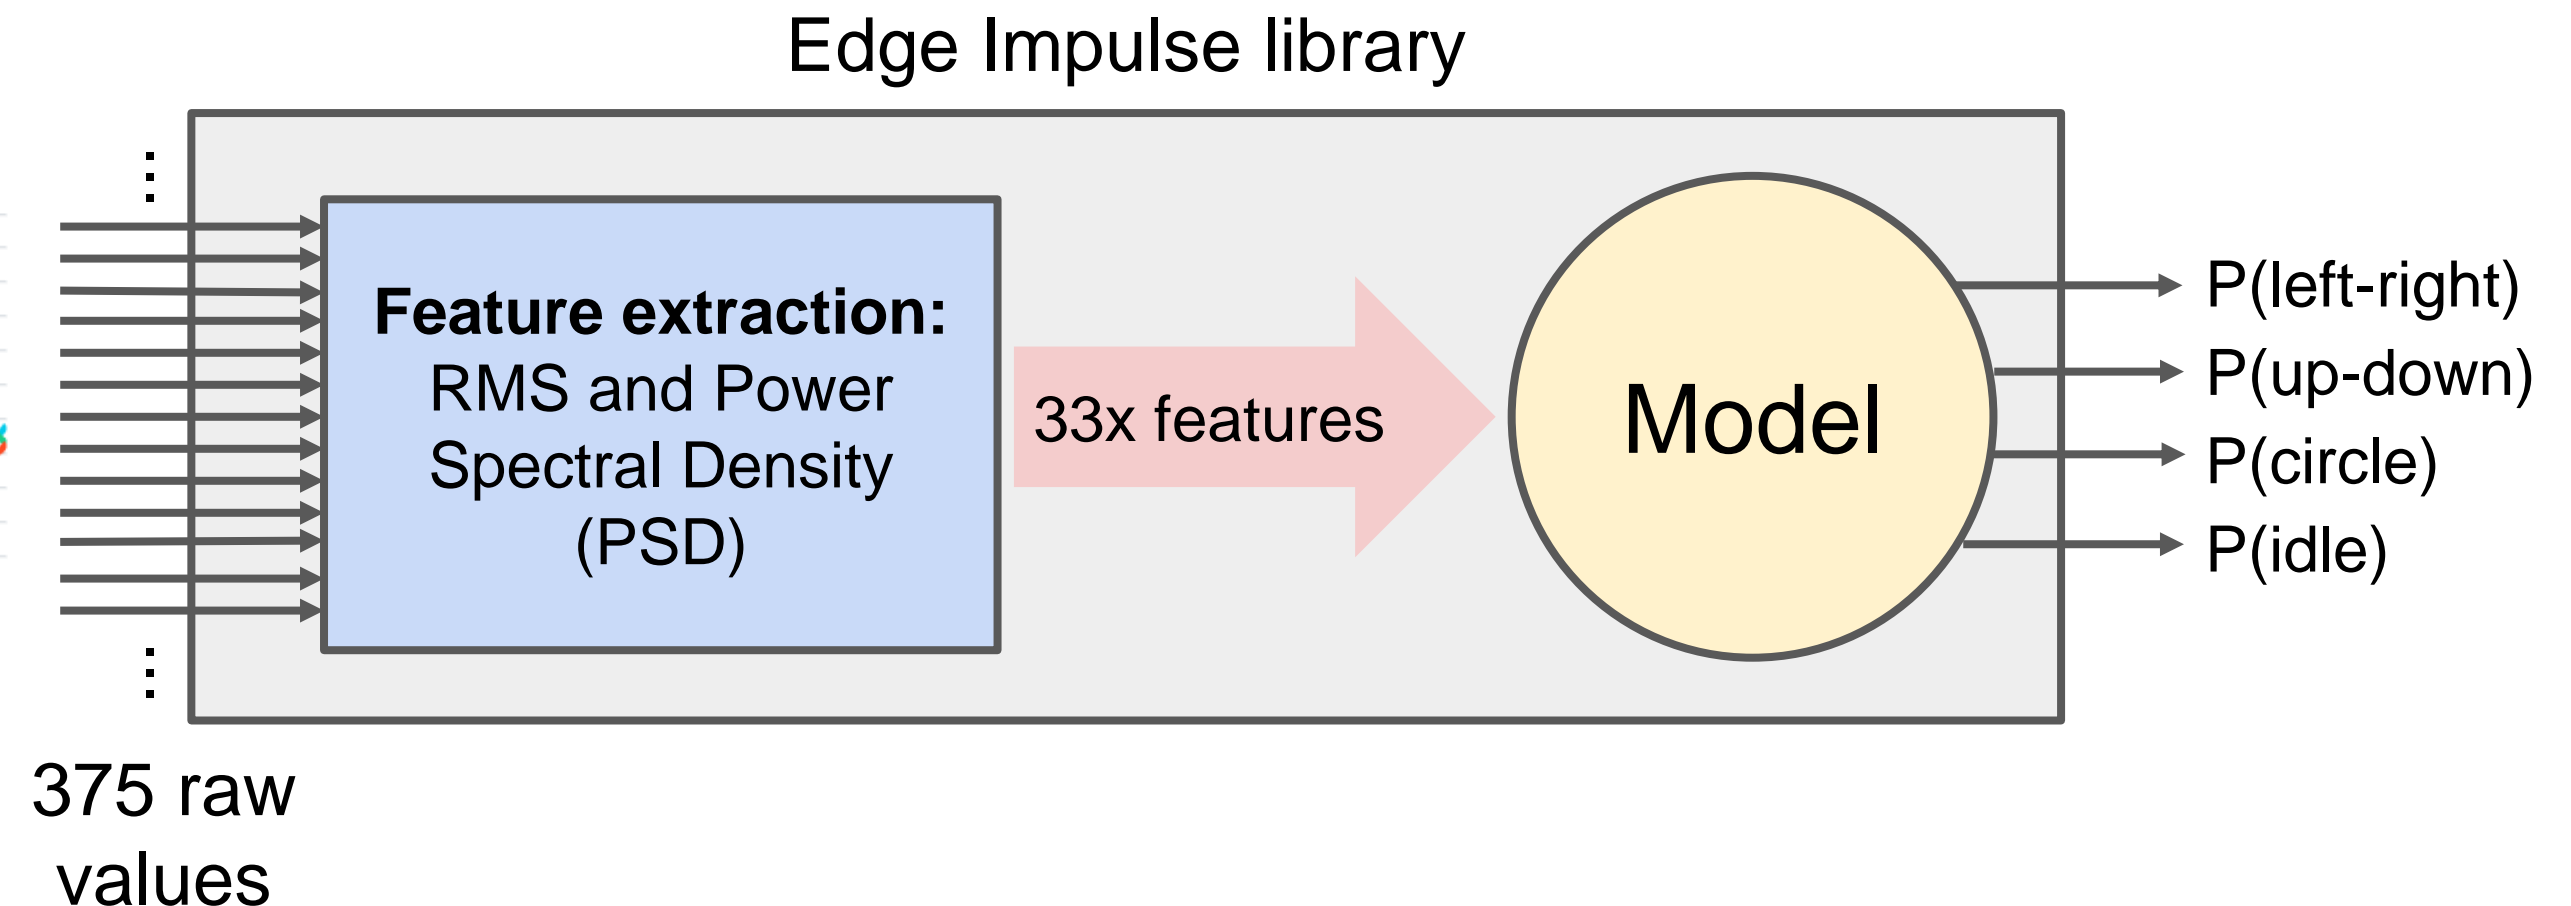 Edge Impulse library
Feature extraction:
RMS and Power
Spectral Density
(PSD)
33x features
Model
P(left-right)
P(up-down)
P(circle)
P(idle)
375 raw
values